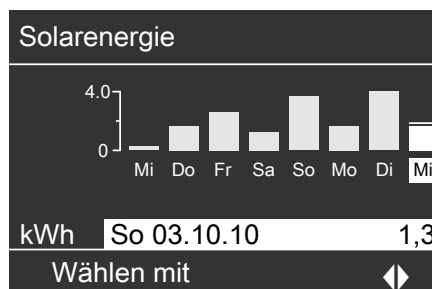 Solarenergie
4.0
0
Mi Do Fr Sa So Mo Di Mi
kWh So 03.10.10 1,3
Wählen mit